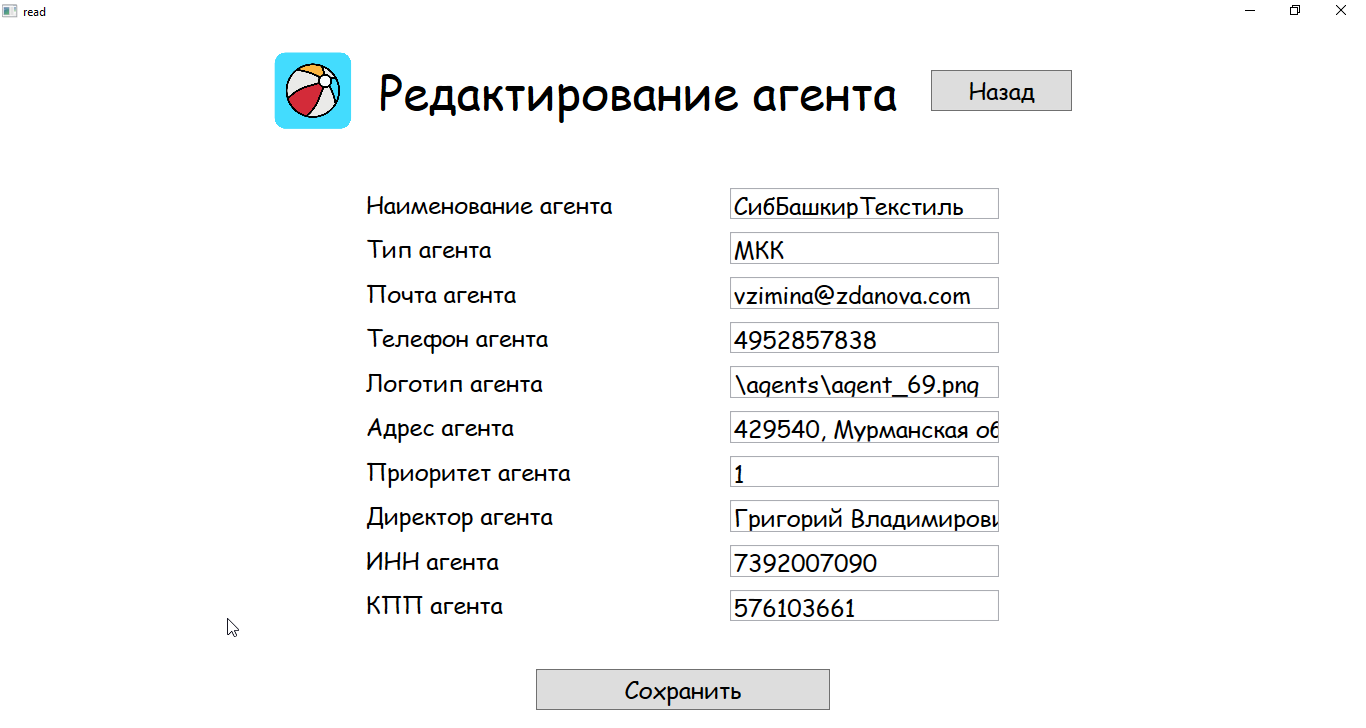 read
Редактирование агента
Назад
Наименование агента СибБашкирТекстиль
Тип агента МКК
Почта агента vzimina@zdanova.com
Телефон агента 4952857838
Логотип агента \agents\agent_69.png
Адрес агента 429540, Мурманская об
Приоритет агента 1
Директор агента Григорий Владимирови
ИНН агента 7392007090
КПП агента 576103661
Сохранить